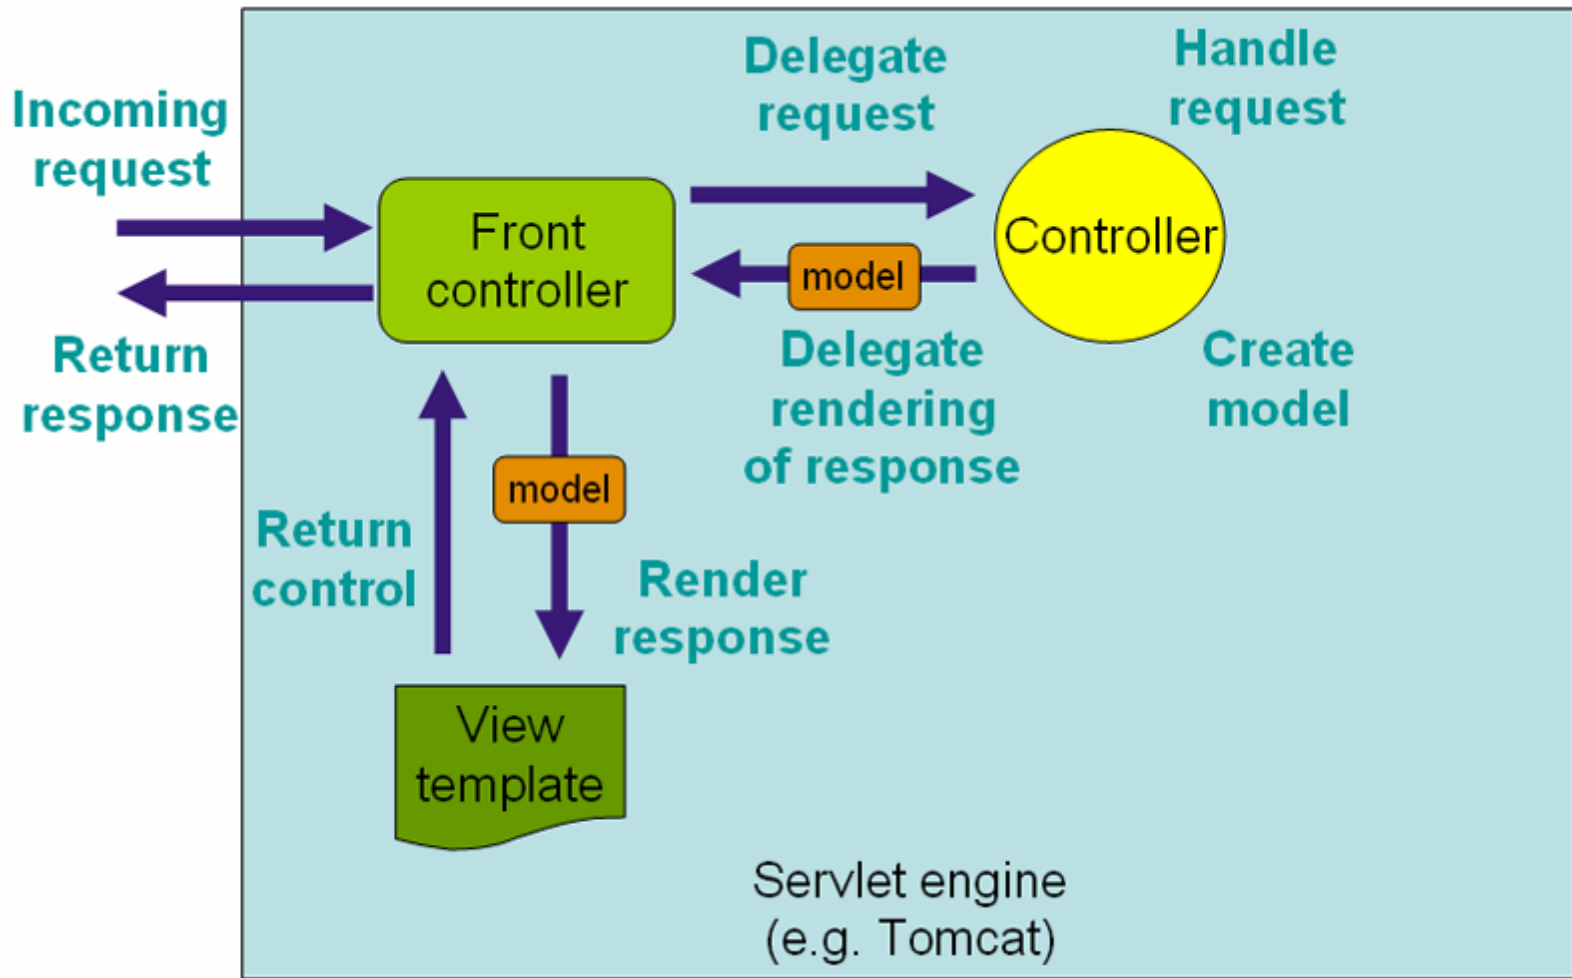 Incoming
request
Return
response
Delegate
request
Handle
request
Front
controller
Controller
model
Delegate
rendering
of response
Create
model
model
Return
control
Render
response
View
template
Servlet engine
(e.g. Tomcat)